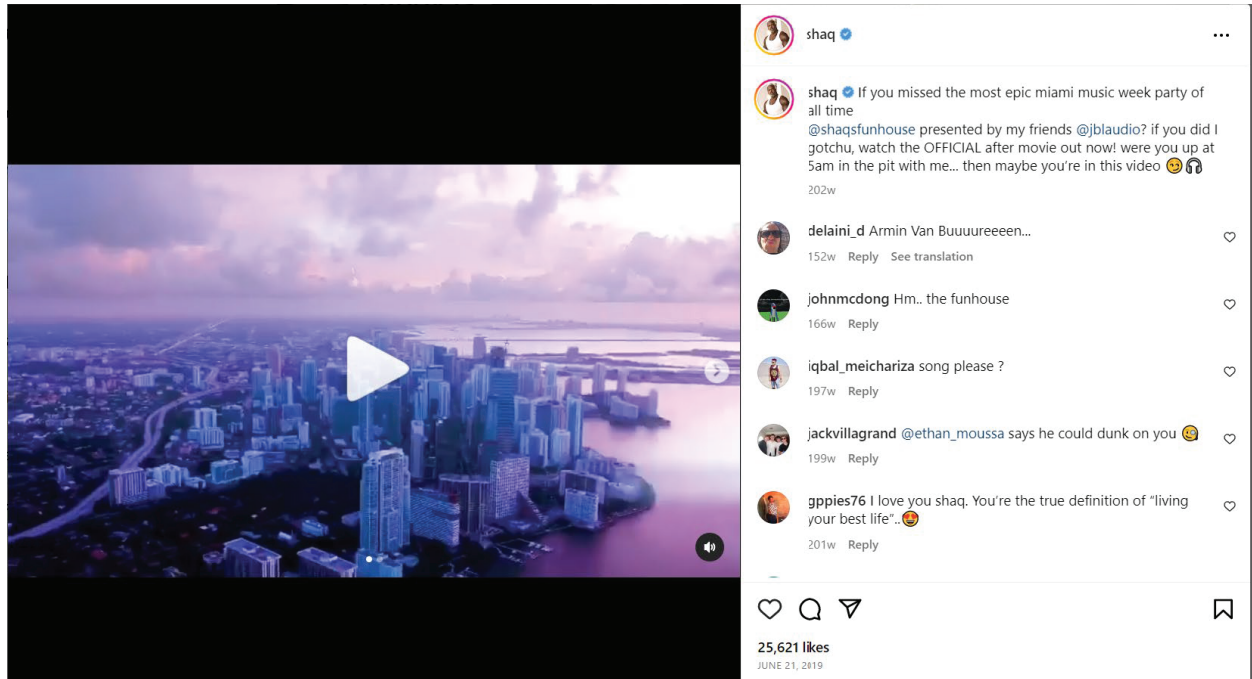 shaq
shaq If you missed the most epic miami music week party of
all time
@shaqsfunhouse presented by my friends @jblaudio? if you did I
gotchu, watch the OFFICIAL after movie out now! were you up at
5am in the pit with me... then maybe you're in this video 😏🎧
202w
delaini_d Armin Van Buuuureeeen...
152w Reply See translation
johnmcdong Hm.. the funhouse
166w Reply
iqbal_meichariza song please ?
197w Reply
jackvillagrand @ethan_moussa says he could dunk on you 🧐
199w Reply
gppies76 I love you shaq. You're the true definition of "living
your best life"..😍
201w Reply
25,621 likes
JUNE 21, 2019